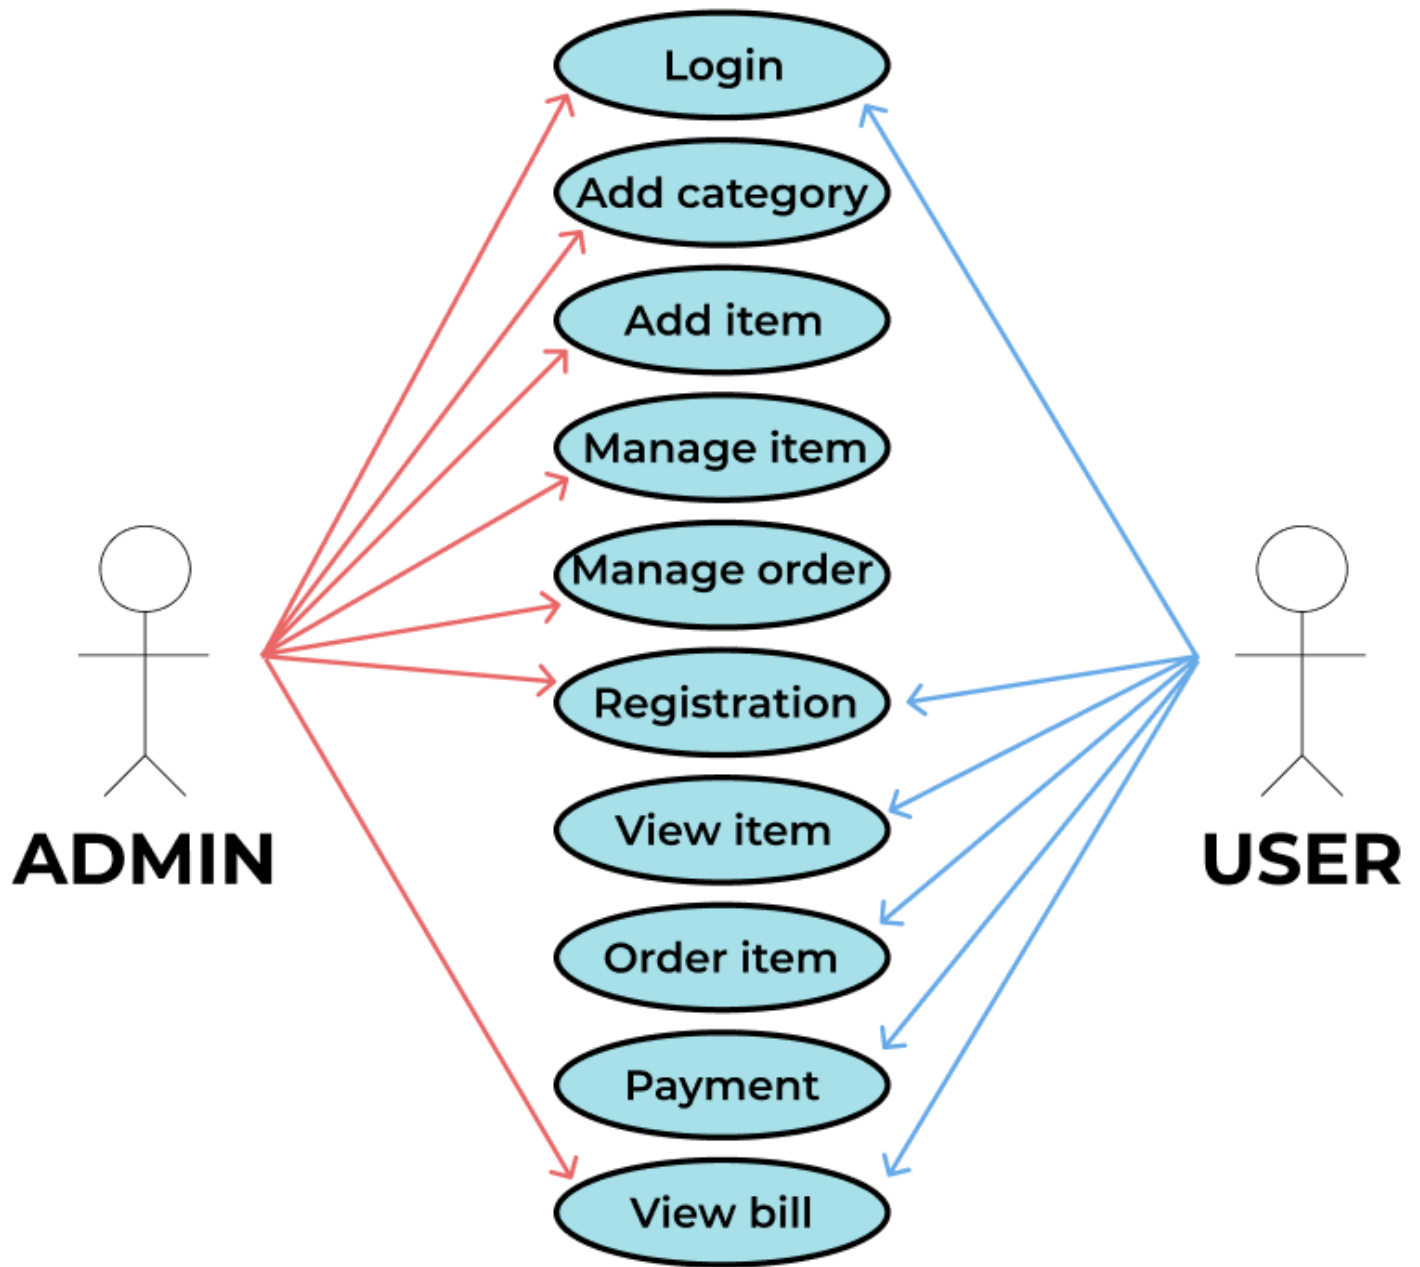 Login
Add category
Add item
Manage item
Manage order
Registration
View item
ADMIN
USER
Order item
Payment
View bill